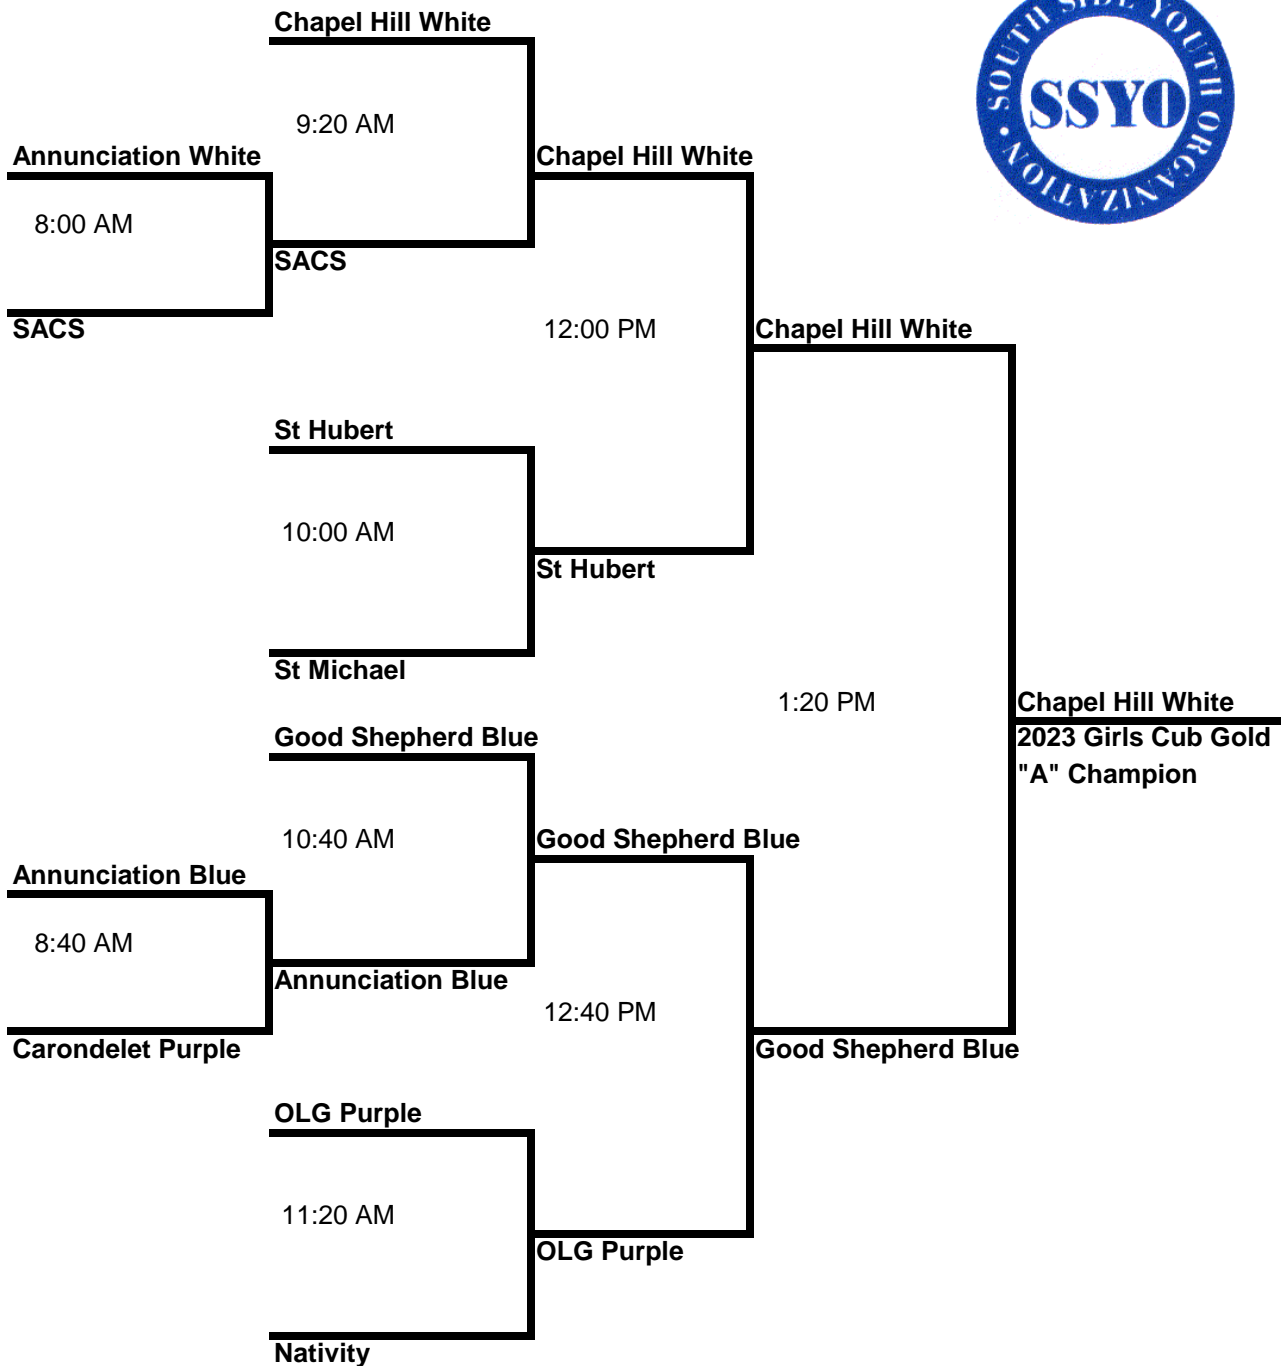 Chapel Hill White
SOUTH SIDE YOUTH ORGANIZATION •
SSYO
9:20 AM
Annunciation White
Chapel Hill White
8:00 AM
SACS
SACS
12:00 PM
Chapel Hill White
St Hubert
10:00 AM
St Hubert
St Michael
1:20 PM
Chapel Hill White
Good Shepherd Blue
2023 Girls Cub Gold
"A" Champion
10:40 AM
Good Shepherd Blue
Annunciation Blue
8:40 AM
Annunciation Blue
12:40 PM
Carondelet Purple
Good Shepherd Blue
OLG Purple
11:20 AM
OLG Purple
Nativity